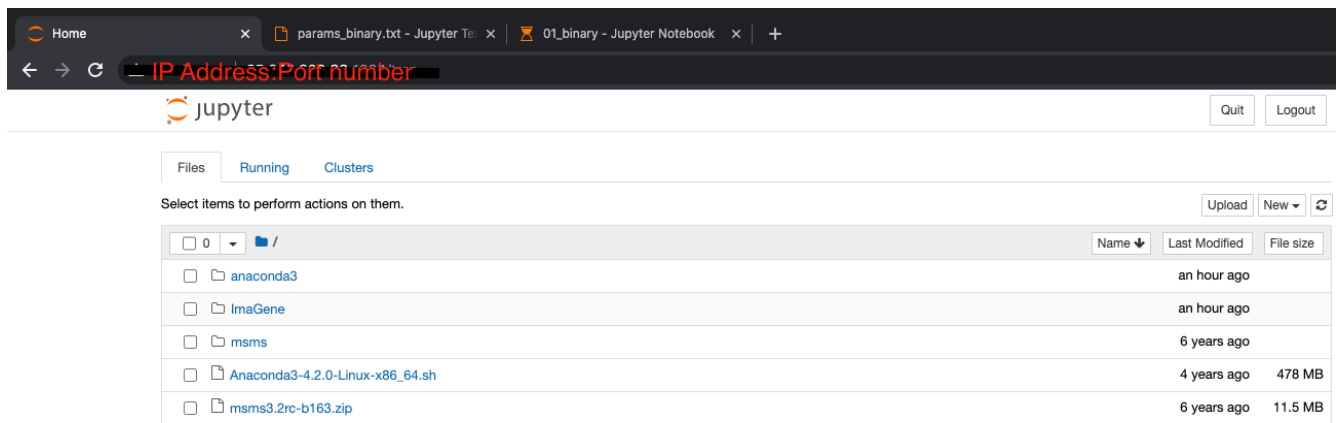 Home
params_binary.txt - Jupyter Te
01_binary - Jupyter Notebook
IP Address:Port number
jupyter
Quit
Logout
Files
Running
Clusters
Select items to perform actions on them.
Upload
New
0
/
Name
Last Modified
File size
anaconda3
an hour ago
ImaGene
an hour ago
msms
6 years ago
Anaconda3-4.2.0-Linux-x86_64.sh
4 years ago
478 MB
msms3.2rc-b163.zip
6 years ago
11.5 MB